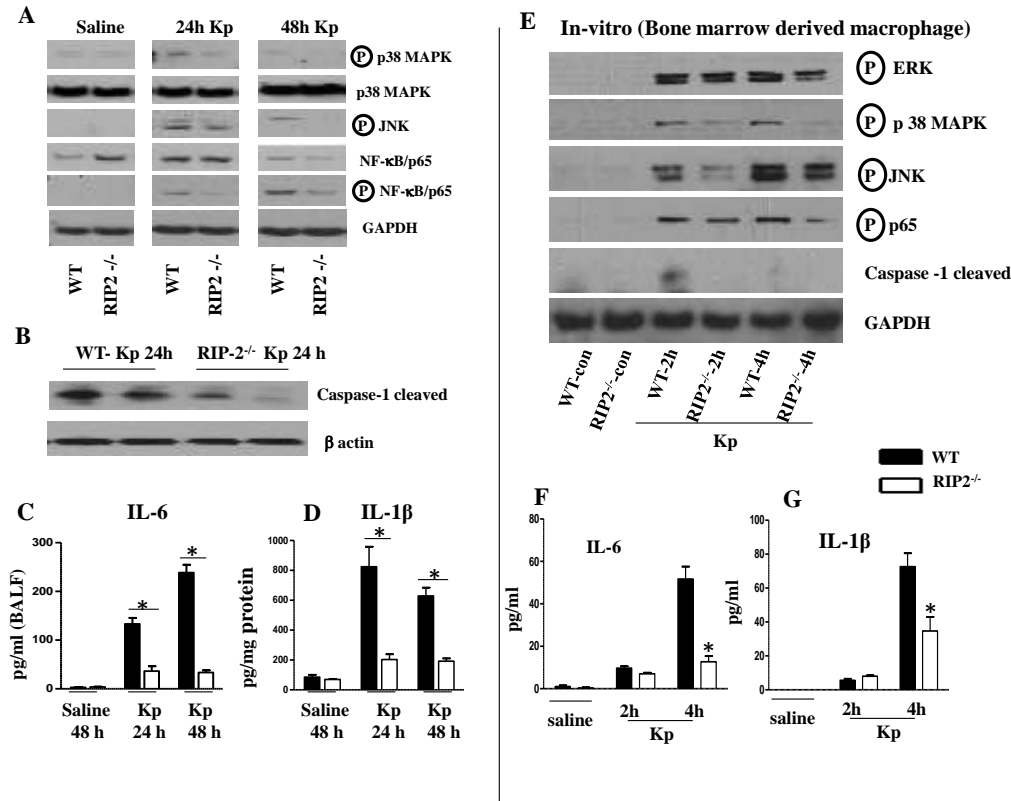 A
Saline 24h Kp 48h Kp
P p38 MAPK
p38 MAPK
P JNK
NF-κB/p65
P NF-κB/p65
GAPDH
WT RIP2 -/- WT RIP2 -/- WT RIP2 -/-
B
WT- Kp 24h RIP-2-/- Kp 24 h
Caspase-1 cleaved
β actin
C
IL-6
pg/ml (BALF)
300
200
100
0
*
*
Saline 48 h
Kp 24 h
Kp 48 h
D
IL-1β
pg/mg protein
1000
800
600
400
200
0
*
*
Saline 48 h
Kp 24 h
Kp 48 h
E In-vitro (Bone marrow derived macrophage)
P ERK
P p 38 MAPK
P JNK
P p65
Caspase -1 cleaved
GAPDH
WT-con RIP2-/--con WT-2h RIP2-/--2h WT-4h RIP2-/--4h
Kp
WT
RIP2-/-
F
IL-6
pg/ml
80
60
40
20
0
*
saline
2h 4h
Kp
G
IL-1β
pg/ml
100
80
60
40
20
0
*
saline
2h 4h
Kp